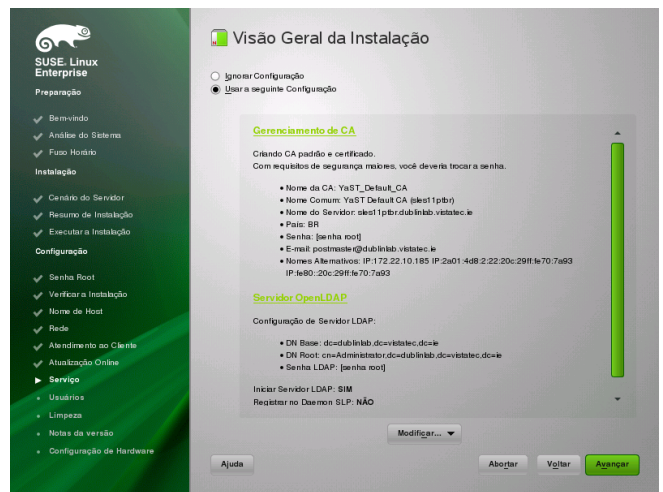 SUSE. Linux
Enterprise
Preparação
Bem-vindo
Análise do Sistema
Fuso Horário
Instalação
Cenário do Servidor
Resumo de Instalação
Executar a Instalação
Configuração
Senha Root
Verificar a Instalação
Nome de Host
Rede
Atendimento ao Cliente
Atualização Online
Serviço
Usuários
Limpeza
Notas da versão
Configuração de Hardware
Visão Geral da Instalação
Ignorar Configuração
Usar a seguinte Configuração
Gerenciamento de CA
Criando CA padrão e certificado.
Com requisitos de segurança maiores, você deveria trocar a senha.
• Nome da CA: YaST_Default_CA
• Nome Comum: YaST Default CA (sles11ptbr)
• Nome do Servidor: sles11ptbr.dublinlab.vistatec.ie
• País: BR
• Senha: [senha root]
• E-mail: postmaster@dublinlab.vistatec.ie
• Nomes Alternativos: IP:172.22.10.185 IP:2a01:4d8:2:22:20c:29ff:fe70:7a93
IP:fe80::20c:29ff:fe70:7a93
Servidor OpenLDAP
Configuração de Servidor LDAP:
• DN Base: dc=dublinlab,dc=vistatec,dc=ie
• DN Root: cn=Administrator,dc=dublinlab,dc=vistatec,dc=ie
• Senha LDAP: [senha root]
Iniciar Servidor LDAP: SIM
Registrar no Daemon SLP: NÃO
Modificar...
Ajuda
Abortar
Voltar
Avançar